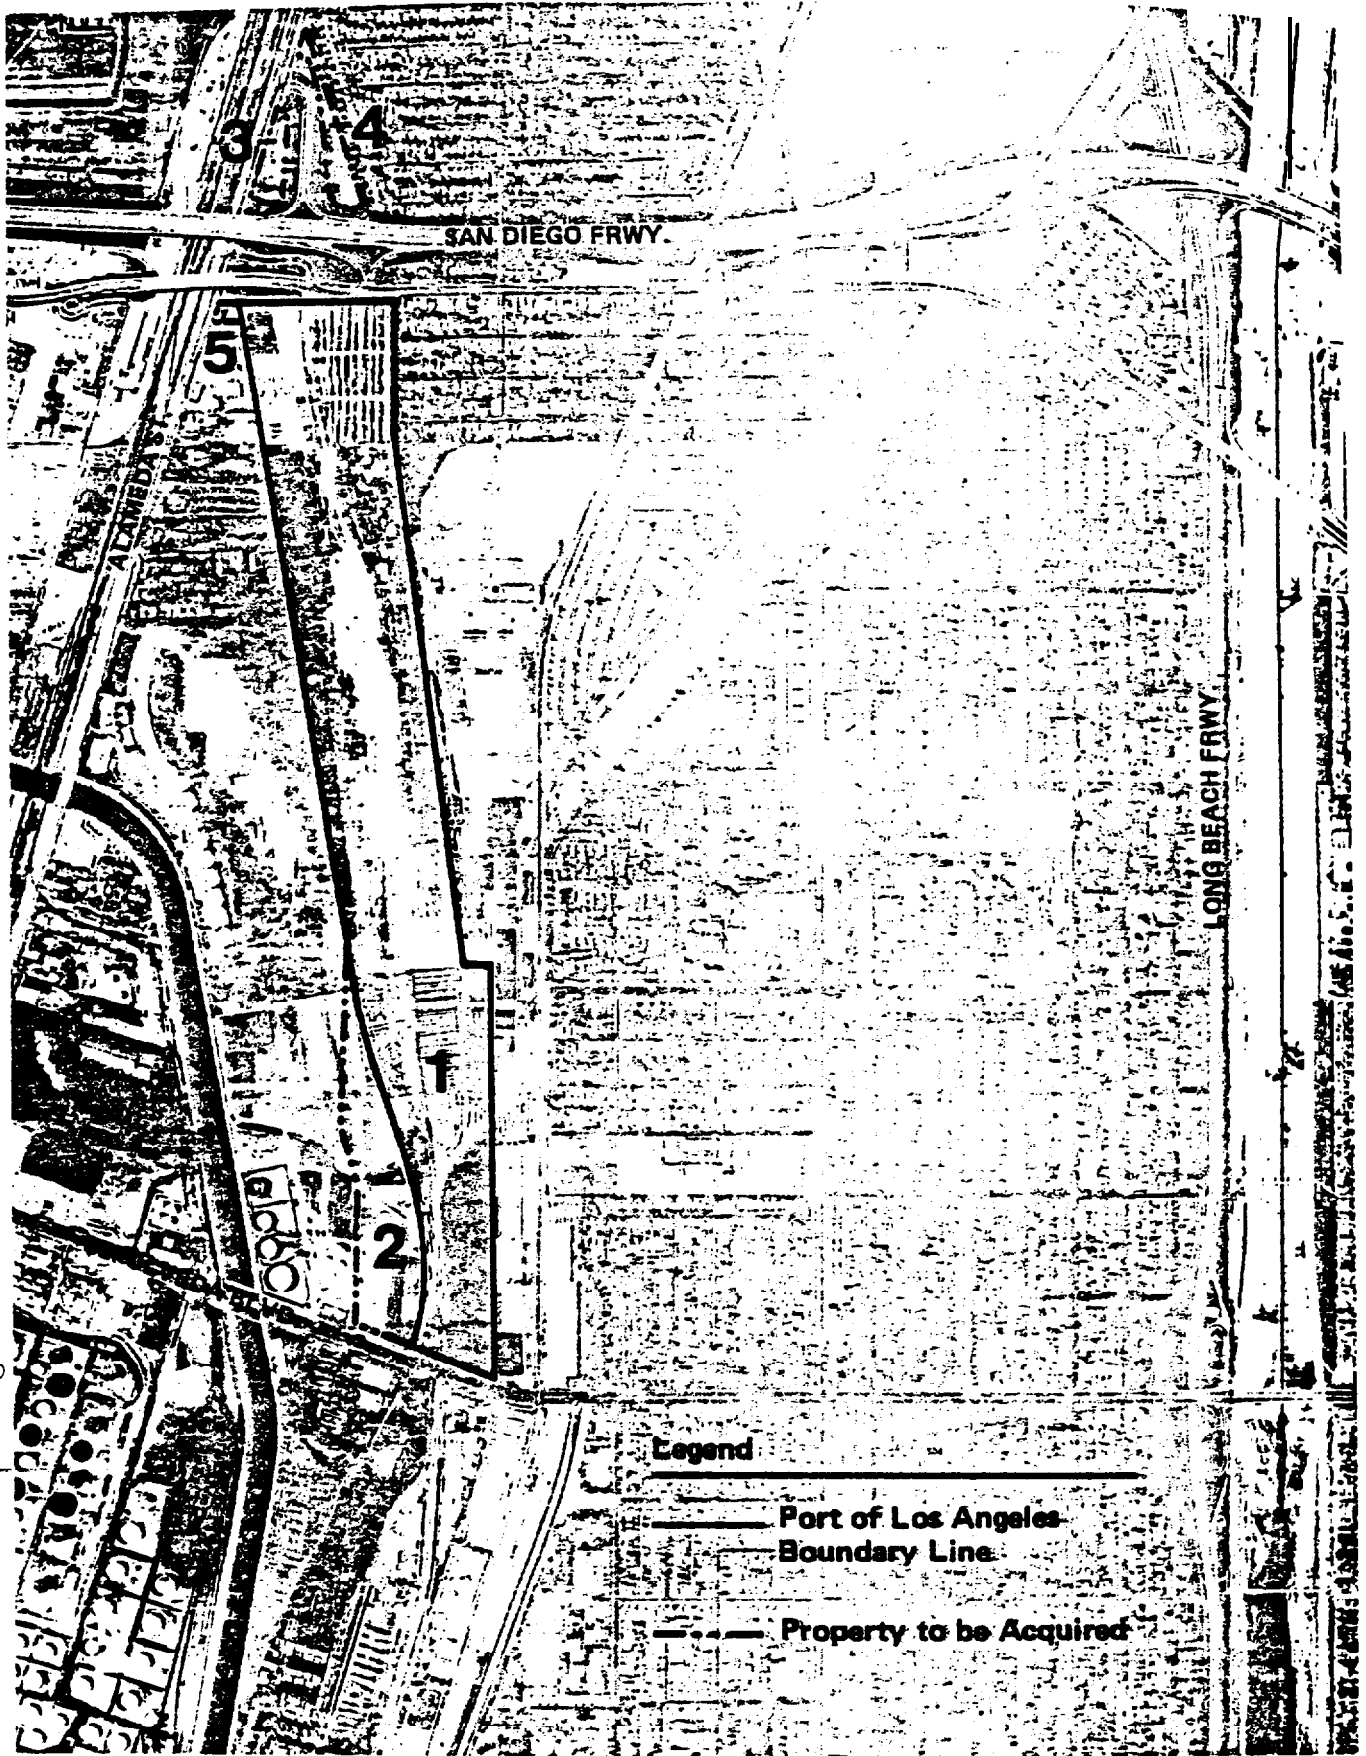 3
4
SAN DIEGO FRWY.
5
ALAMEDA ST.
LONG BEACH FRWY.
1
2
Legend
Port of Los Angeles
Boundary Line
Property to be Acquired